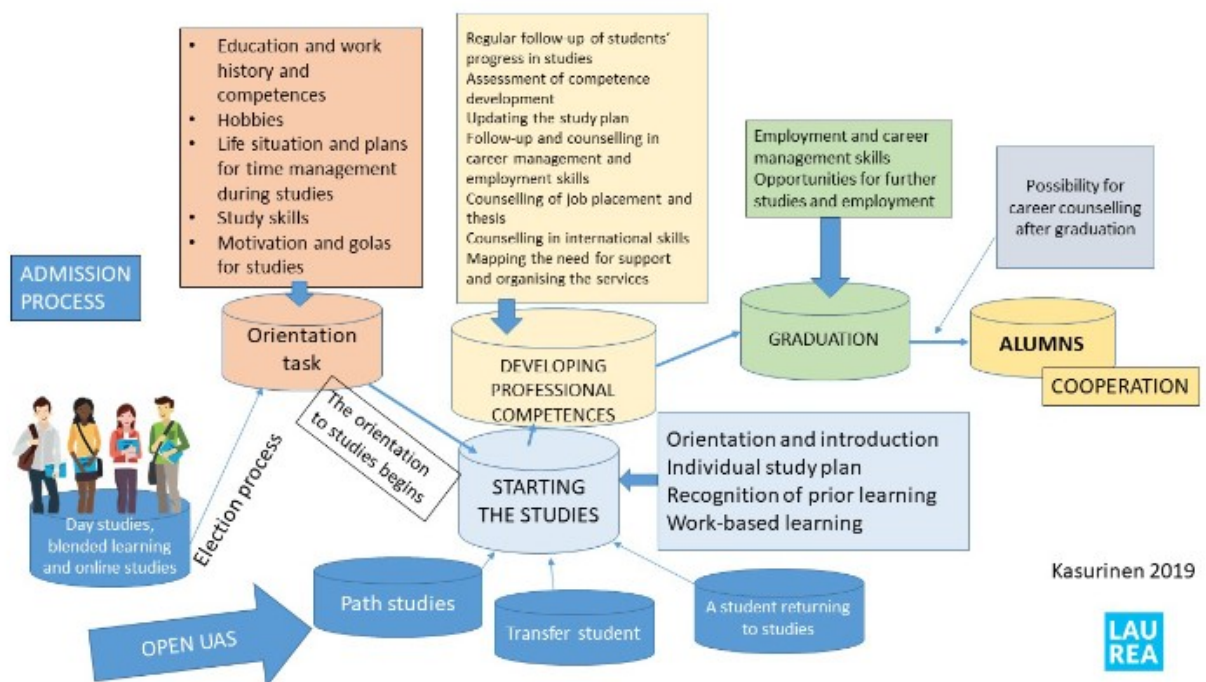 • Education and work
history and
competences
• Hobbies
• Life situation and plans
for time management
during studies
• Study skills
• Motivation and golas
for studies
Regular follow-up of students'
progress in studies
Assessment of competence
development
Updating the study plan
Follow-up and counselling in
career management and
employment skills
Counselling of job placement and
thesis
Counselling in international skills
Mapping the need for support
and organising the services
Employment and career
management skills
Opportunities for further
studies and employment
Possibility for
career counselling
after graduation
ADMISSION
PROCESS
Orientation
task
DEVELOPING
PROFESSIONAL
COMPETENCES
GRADUATION
ALUMNS
COOPERATION
The orientation
to studies begins
Election process
Day studies,
blended learning
and online studies
STARTING
THE STUDIES
Orientation and introduction
Individual study plan
Recognition of prior learning
Work-based learning
Path studies
Transfer student
A student returning
to studies
OPEN UAS
Kasurinen 2019
LAU
REA